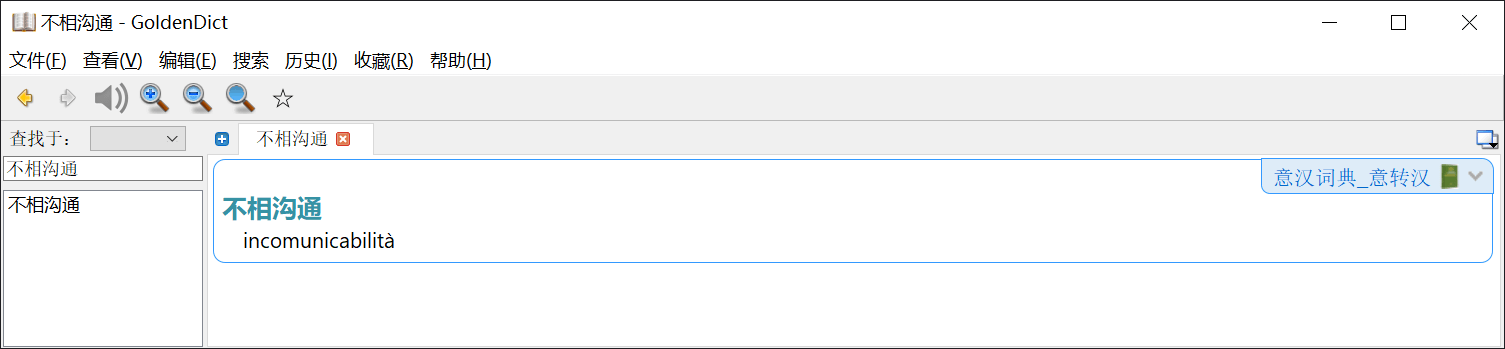 不相沟通 - GoldenDict
文件(F) 查看(V) 编辑(E) 搜索 历史(I) 收藏(R) 帮助(H)
查找于：
不相沟通
不相沟通
不相沟通
意汉词典_意转汉
不相沟通
incomunicabilità